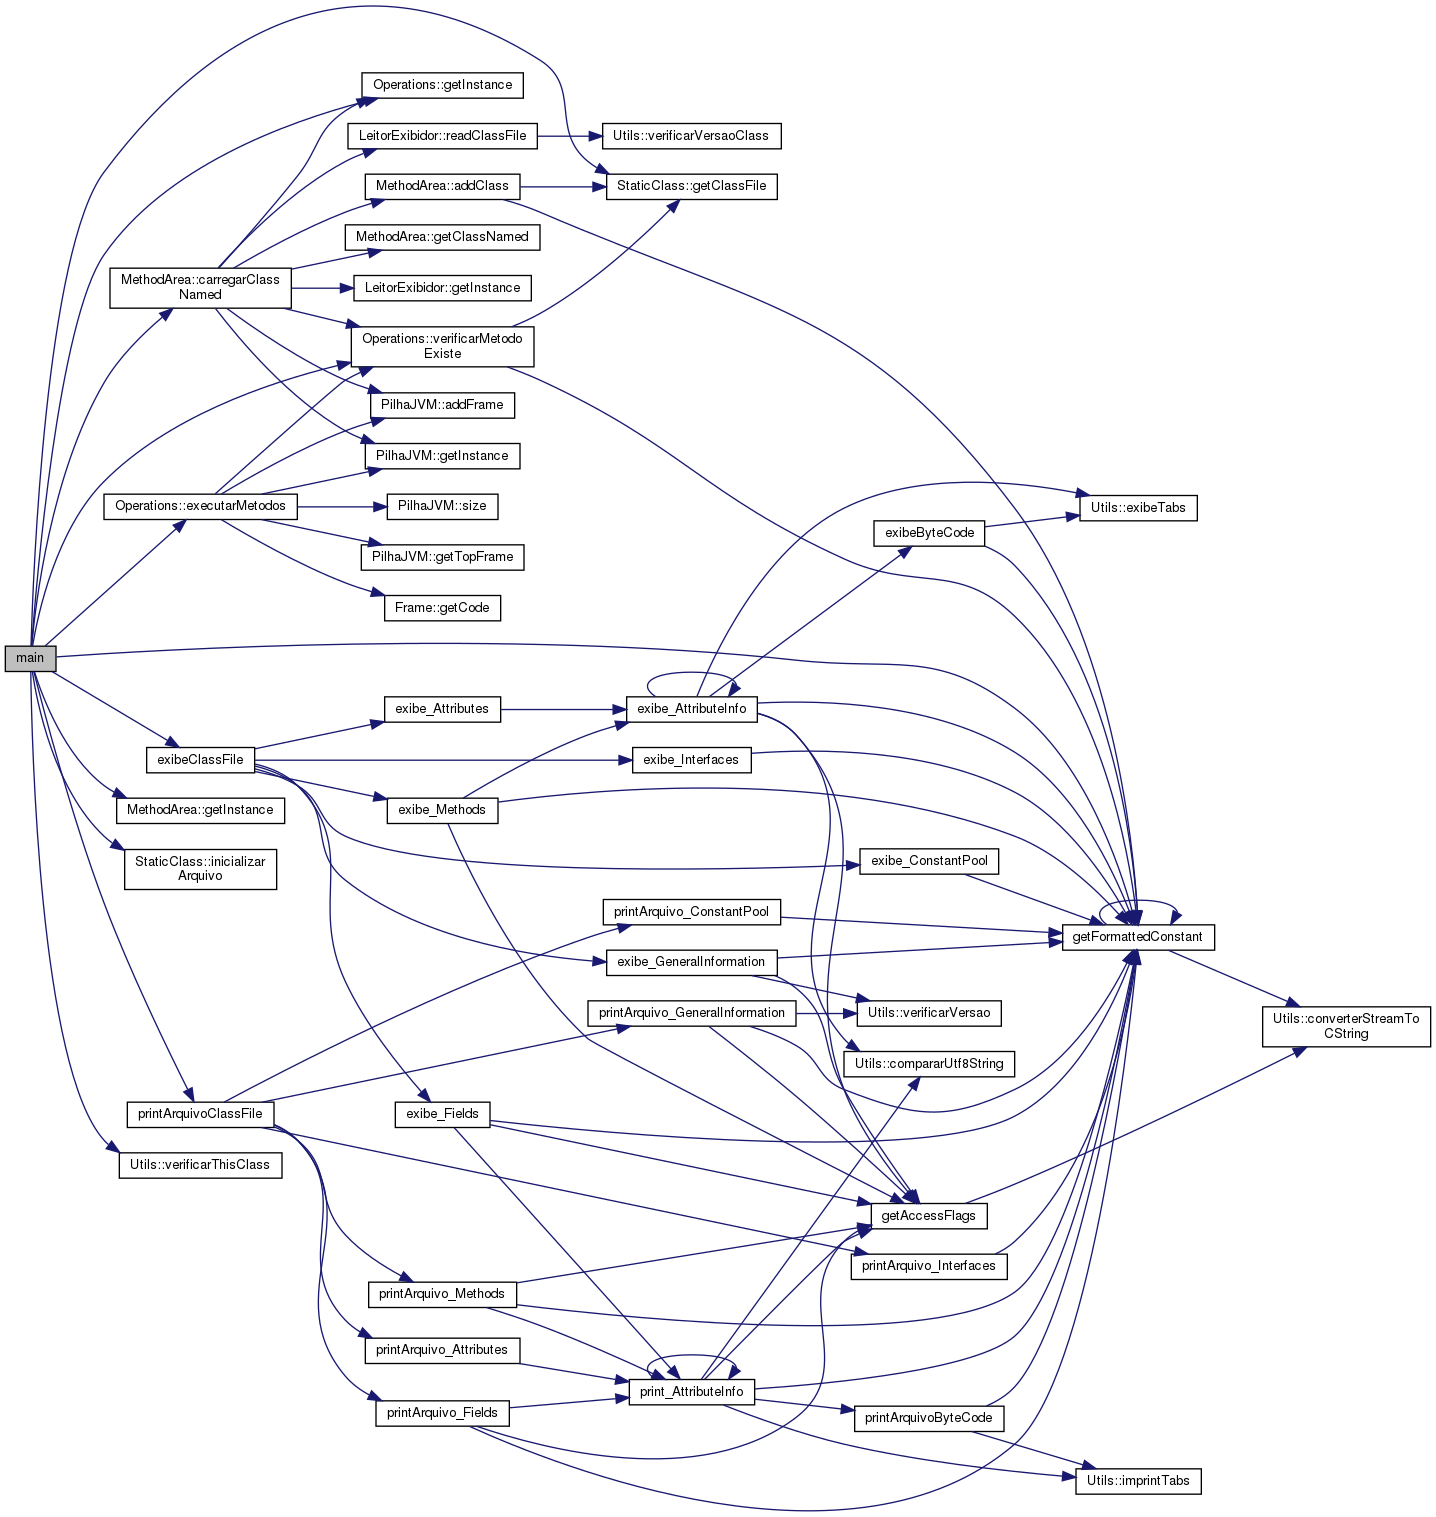 Operations::getInstance
LeitorExibidor::readClassFile
Utils::verificarVersaoClass
MethodArea::addClass
StaticClass::getClassFile
MethodArea::getClassNamed
MethodArea::carregarClass
Named
LeitorExibidor::getInstance
Operations::verificarMetodo
Existe
PilhaJVM::addFrame
PilhaJVM::getInstance
Operations::executarMetodos
PilhaJVM::size
Utils::exibeTabs
exibeByteCode
PilhaJVM::getTopFrame
Frame::getCode
main
exibe_Attributes
exibe_AttributeInfo
exibeClassFile
exibe_Interfaces
MethodArea::getInstance
exibe_Methods
StaticClass::inicializar
Arquivo
exibe_ConstantPool
printArquivo_ConstantPool
getFormattedConstant
exibe_GeneralInformation
printArquivo_GeneralInformation
Utils::verificarVersao
Utils::converterStreamTo
CString
Utils::compararUtf8String
printArquivoClassFile
exibe_Fields
Utils::verificarThisClass
getAccessFlags
printArquivo_Interfaces
printArquivo_Methods
printArquivo_Attributes
print_AttributeInfo
printArquivo_Fields
printArquivoByteCode
Utils::imprintTabs